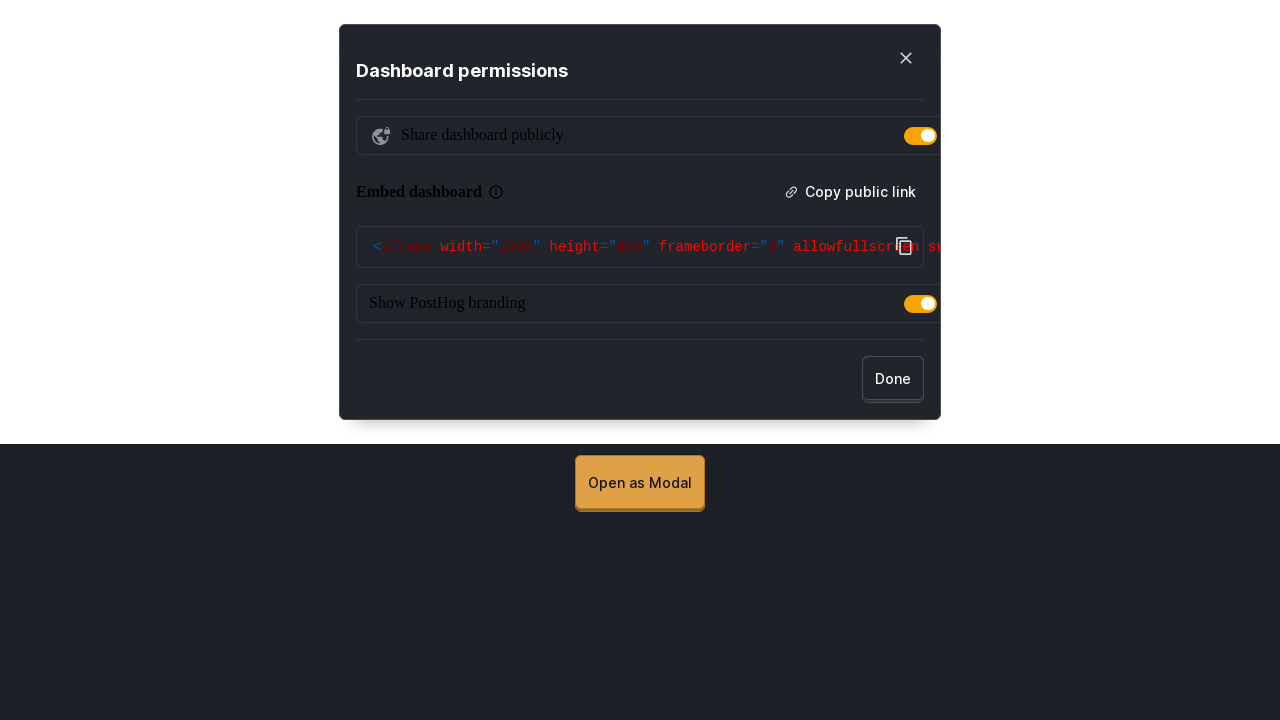 Dashboard permissions
Share dashboard publicly
Embed dashboard
Copy public link
<iframe width="100%" height="400" frameborder="0" allowfullscreen sr
Show PostHog branding
Done
Open as Modal